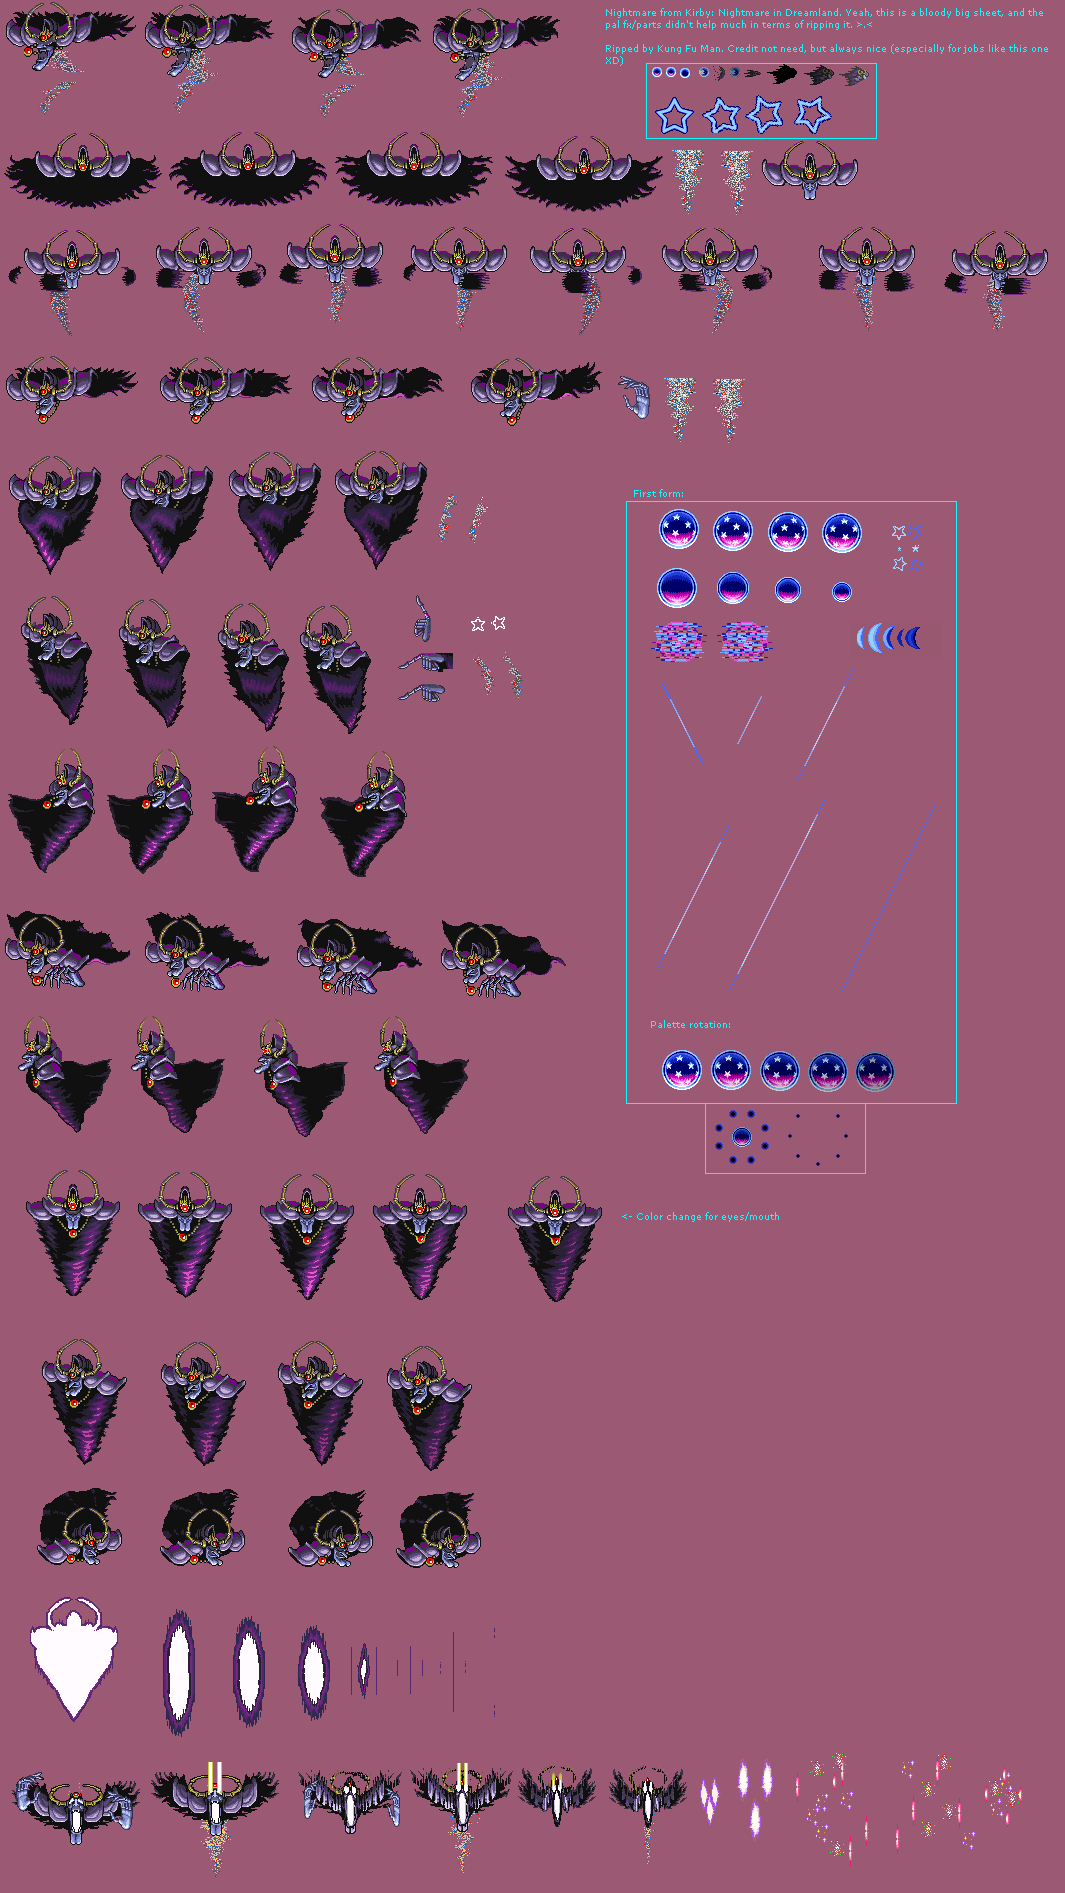 Nightmare from Kirby: Nightmare in Dreamland. Yeah, this is a bloody big sheet, and the
pal fx/parts didn't help much in terms of ripping it. >.<
Ripped by Kung Fu Man. Credit not need, but always nice (especially for jobs like this one
XD)
First form:
Palette rotation:
<- Color change for eyes/mouth